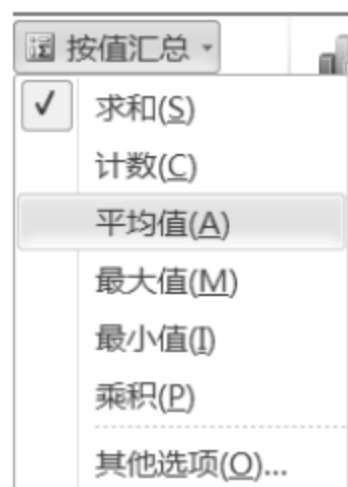 按值汇总
求和(S)
计数(C)
平均值(A)
最大值(M)
最小值(I)
乘积(P)
其他选项(O)...